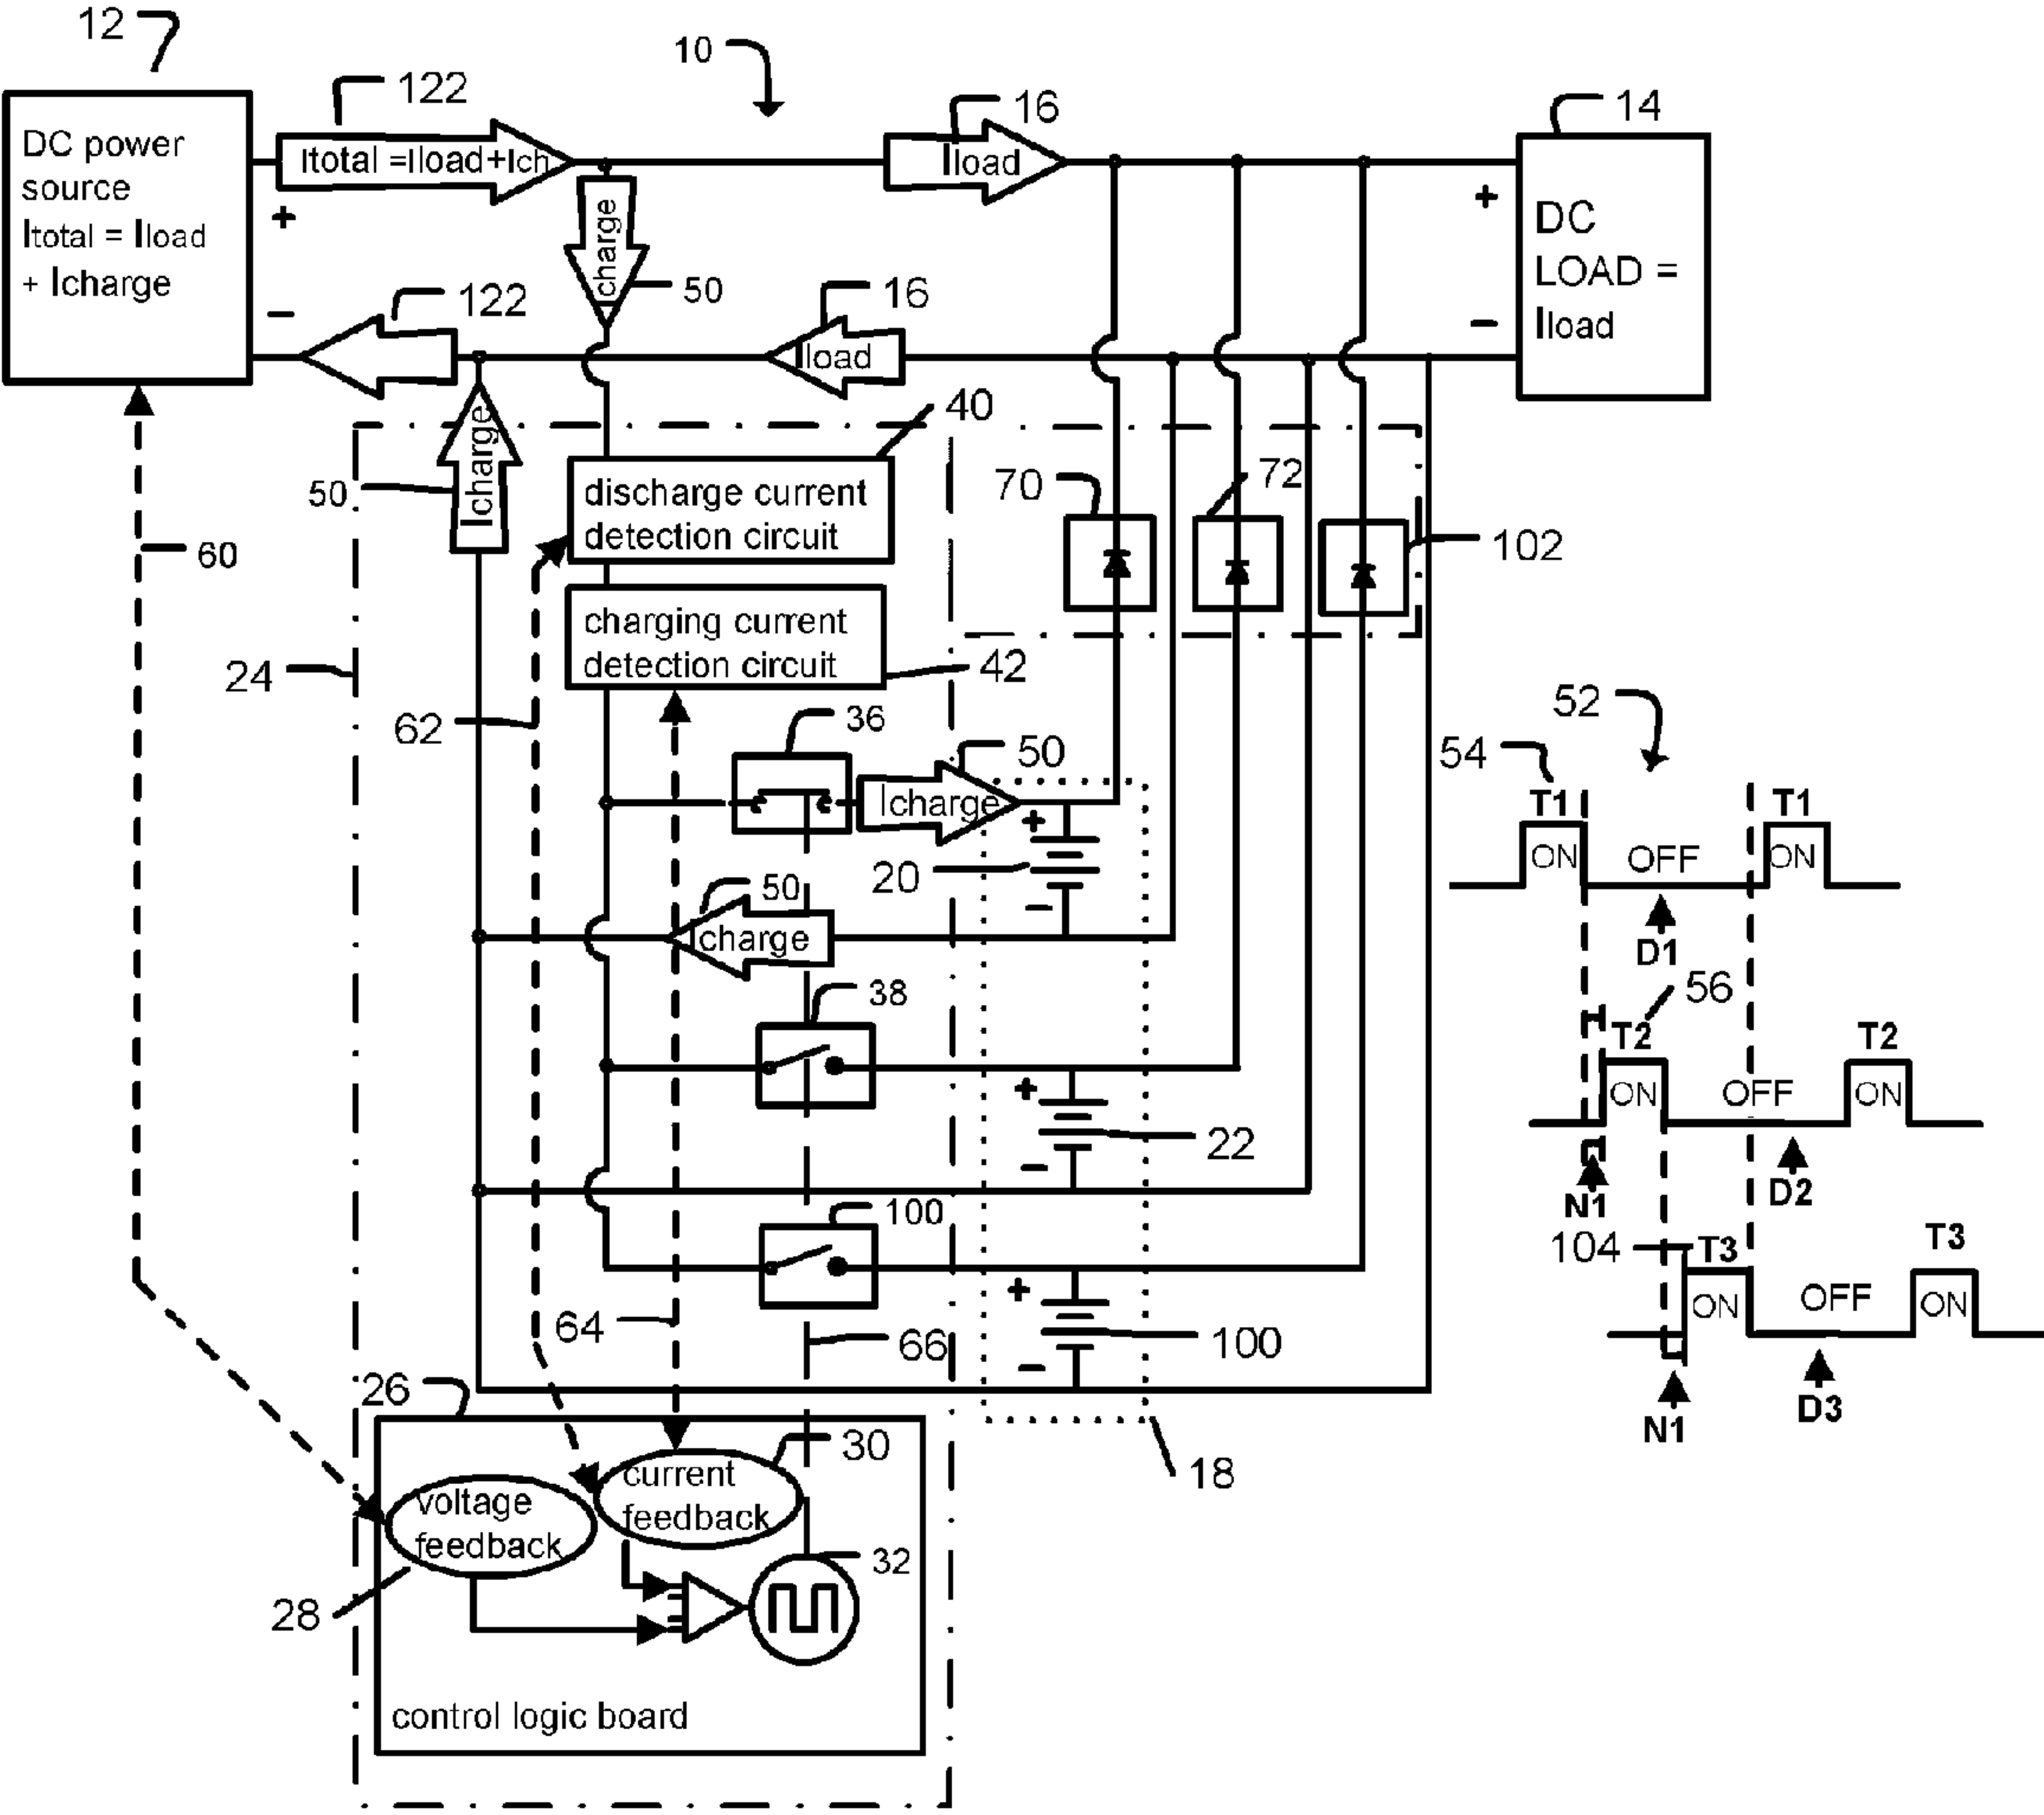 12
10
122
16
14
DC power
source
Itotal = Iload
+ Icharge
Itotal =Iload+Ich
Iload
+
+
Icharge
50
DC
LOAD =
Iload
−
122
16
−
Iload
40
Icharge
50
discharge current
detection circuit
70
72
102
60
charging current
detection circuit
42
24
62
36
50
Icharge
+
20
−
50
Icharge
38
+
22
−
100
+
100
−
64
66
18
26
30
current
feedback
voltage
feedback
32
28
control logic board
52
54
T1
T1
ON
OFF
ON
D1
56
T2
T2
ON
OFF
ON
N1
D2
104
T3
T3
ON
OFF
ON
N1
D3